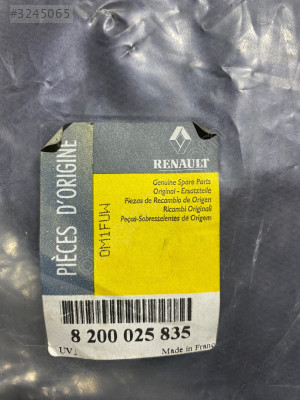 #3245065
PIÈCES D'ORIGINE
RENAULT
Genuine Spare Parts
Original - Ersatzteile
Piezas de Recambio de Origen
Ricambi Originali
Peças-Sobresselentes de Origem
OM1FUW
8 200 025 835
UV
Made in Franc